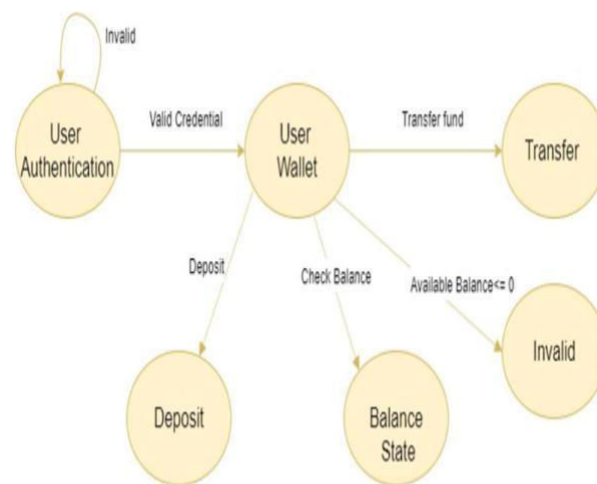 Invalid
User
Authentication
Valid Credential
User
Wallet
Transfer fund
Transfer
Deposit
Check Balance
Available Balance<= 0
Invalid
Deposit
Balance
State